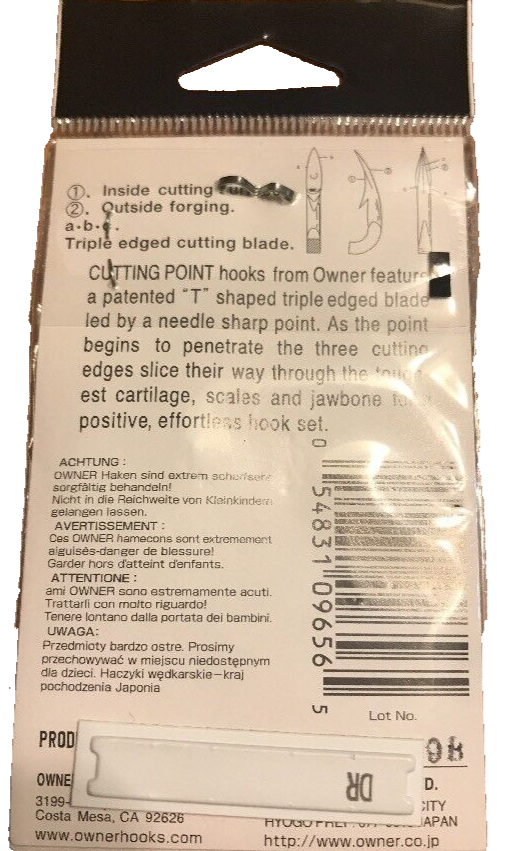 ①. Inside cutting
②. Outside forging.
a·b·c.
Triple edged cutting blade.
CUTTING POINT hooks from Owner feature
a patented "T" shaped triple edged blade
led by a needle sharp point. As the point
begins to penetrate the three cutting
edges slice their way through the tough-
est cartilage, scales and jawbone for a
positive, effortless hook set.
ACHTUNG :
OWNER Haken sind extrem
sorgfältig behandeln!
Nicht in die Reichweite von Kleinkindern
gelangen lassen.
AVERTISSEMENT :
Ces OWNER hamecons sont extremement
aiguisés-danger de blessure!
Garder hors d'atteint d'enfants.
ATTENTIONE :
ami OWNER sono estremamente acuti.
Trattarli con molto riguardo!
Tenere lontano dalla portata dei bambini.
UWAGA:
Przedmioty bardzo ostre. Prosimy
przechowywać w miejscu niedostępnym
dla dzieci. Haczyki wędkarskie-kraj
pochodzenia Japonia
0 54831 09656 5
Lot No.
PROD
OWNE
D.
3199-
CITY
Costa Mesa, CA 92626
JAPAN
www.ownerhooks.com
http://www.owner.co.jp
DR